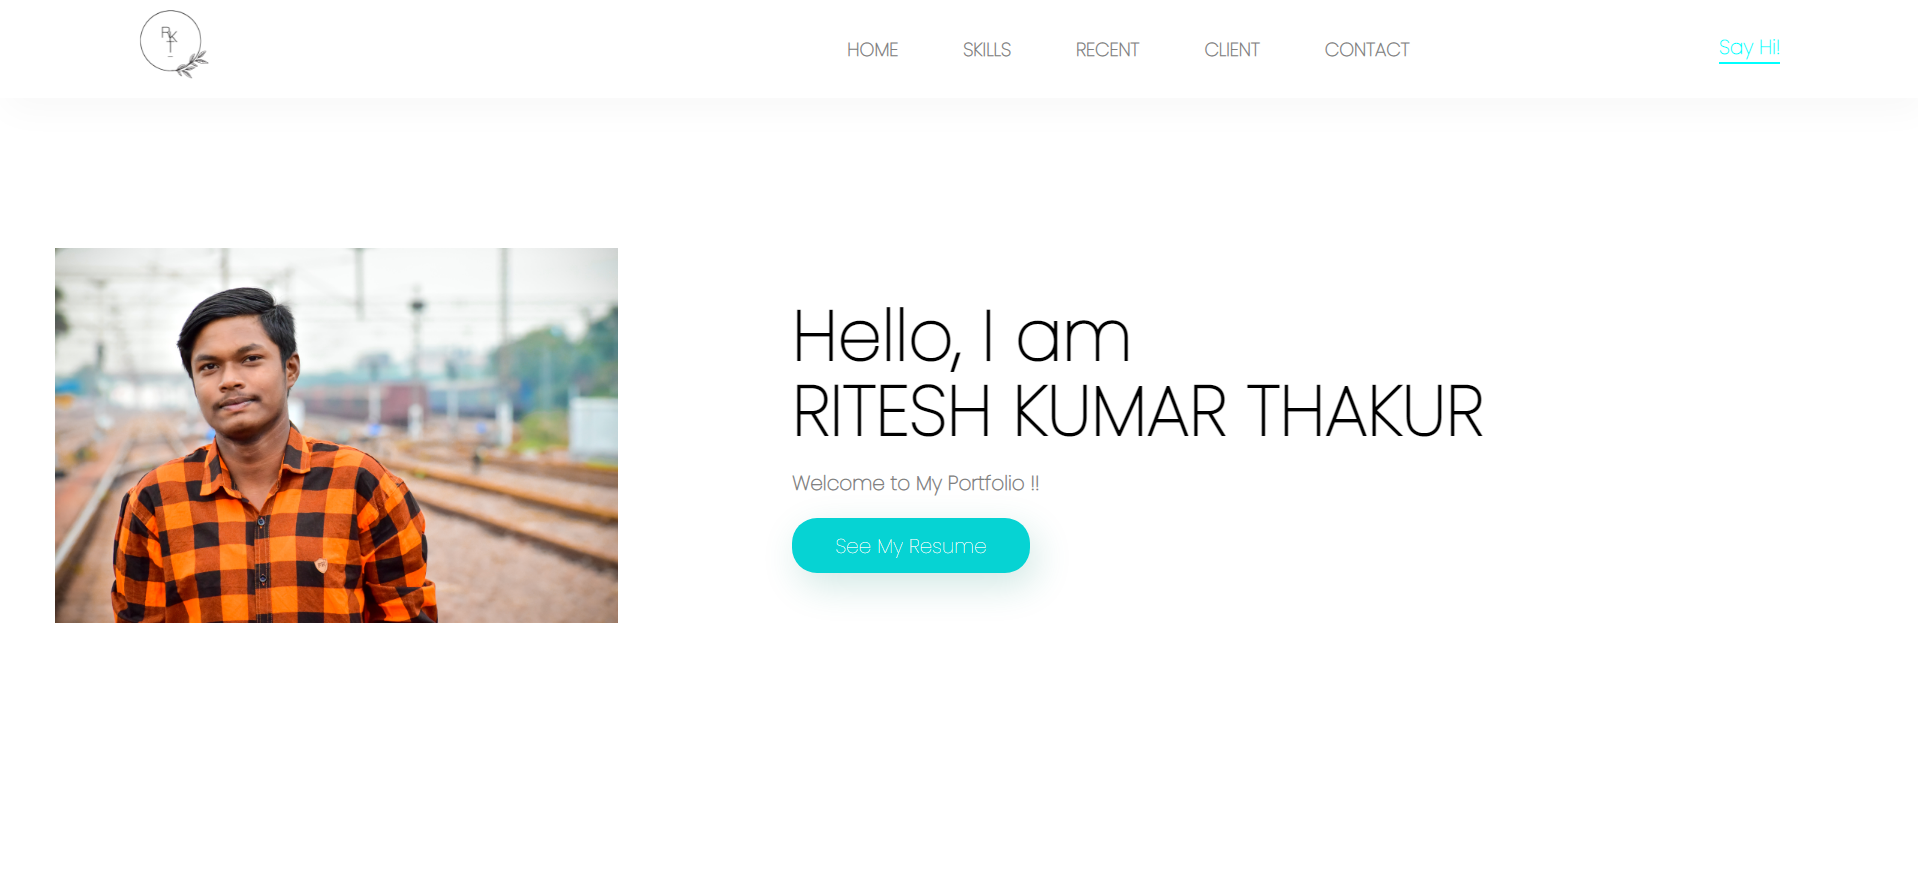 RKT
HOME SKILLS RECENT CLIENT CONTACT Say Hi!
Hello, I am
RITESH KUMAR THAKUR
Welcome to My Portfolio !!
See My Resume